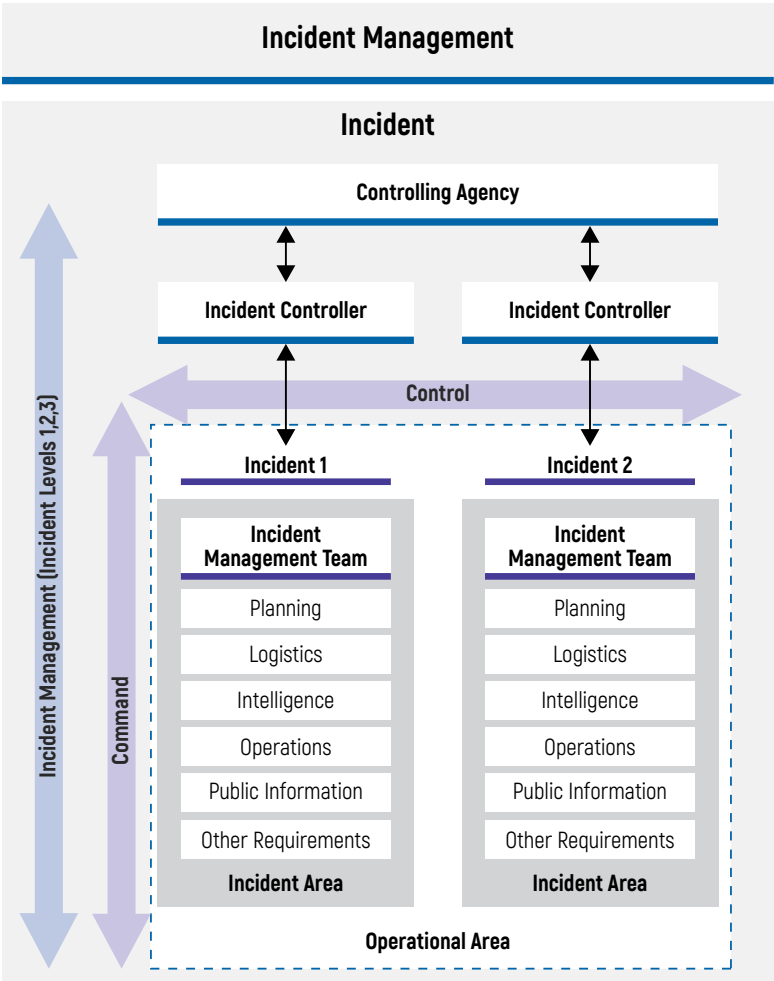 Incident Management
Incident
Controlling Agency
Incident Controller
Incident Controller
Control
Incident Management (Incident Levels 1,2,3)
Command
Incident 1
Incident
Management Team
Planning
Logistics
Intelligence
Operations
Public Information
Other Requirements
Incident Area
Incident 2
Incident
Management Team
Planning
Logistics
Intelligence
Operations
Public Information
Other Requirements
Incident Area
Operational Area